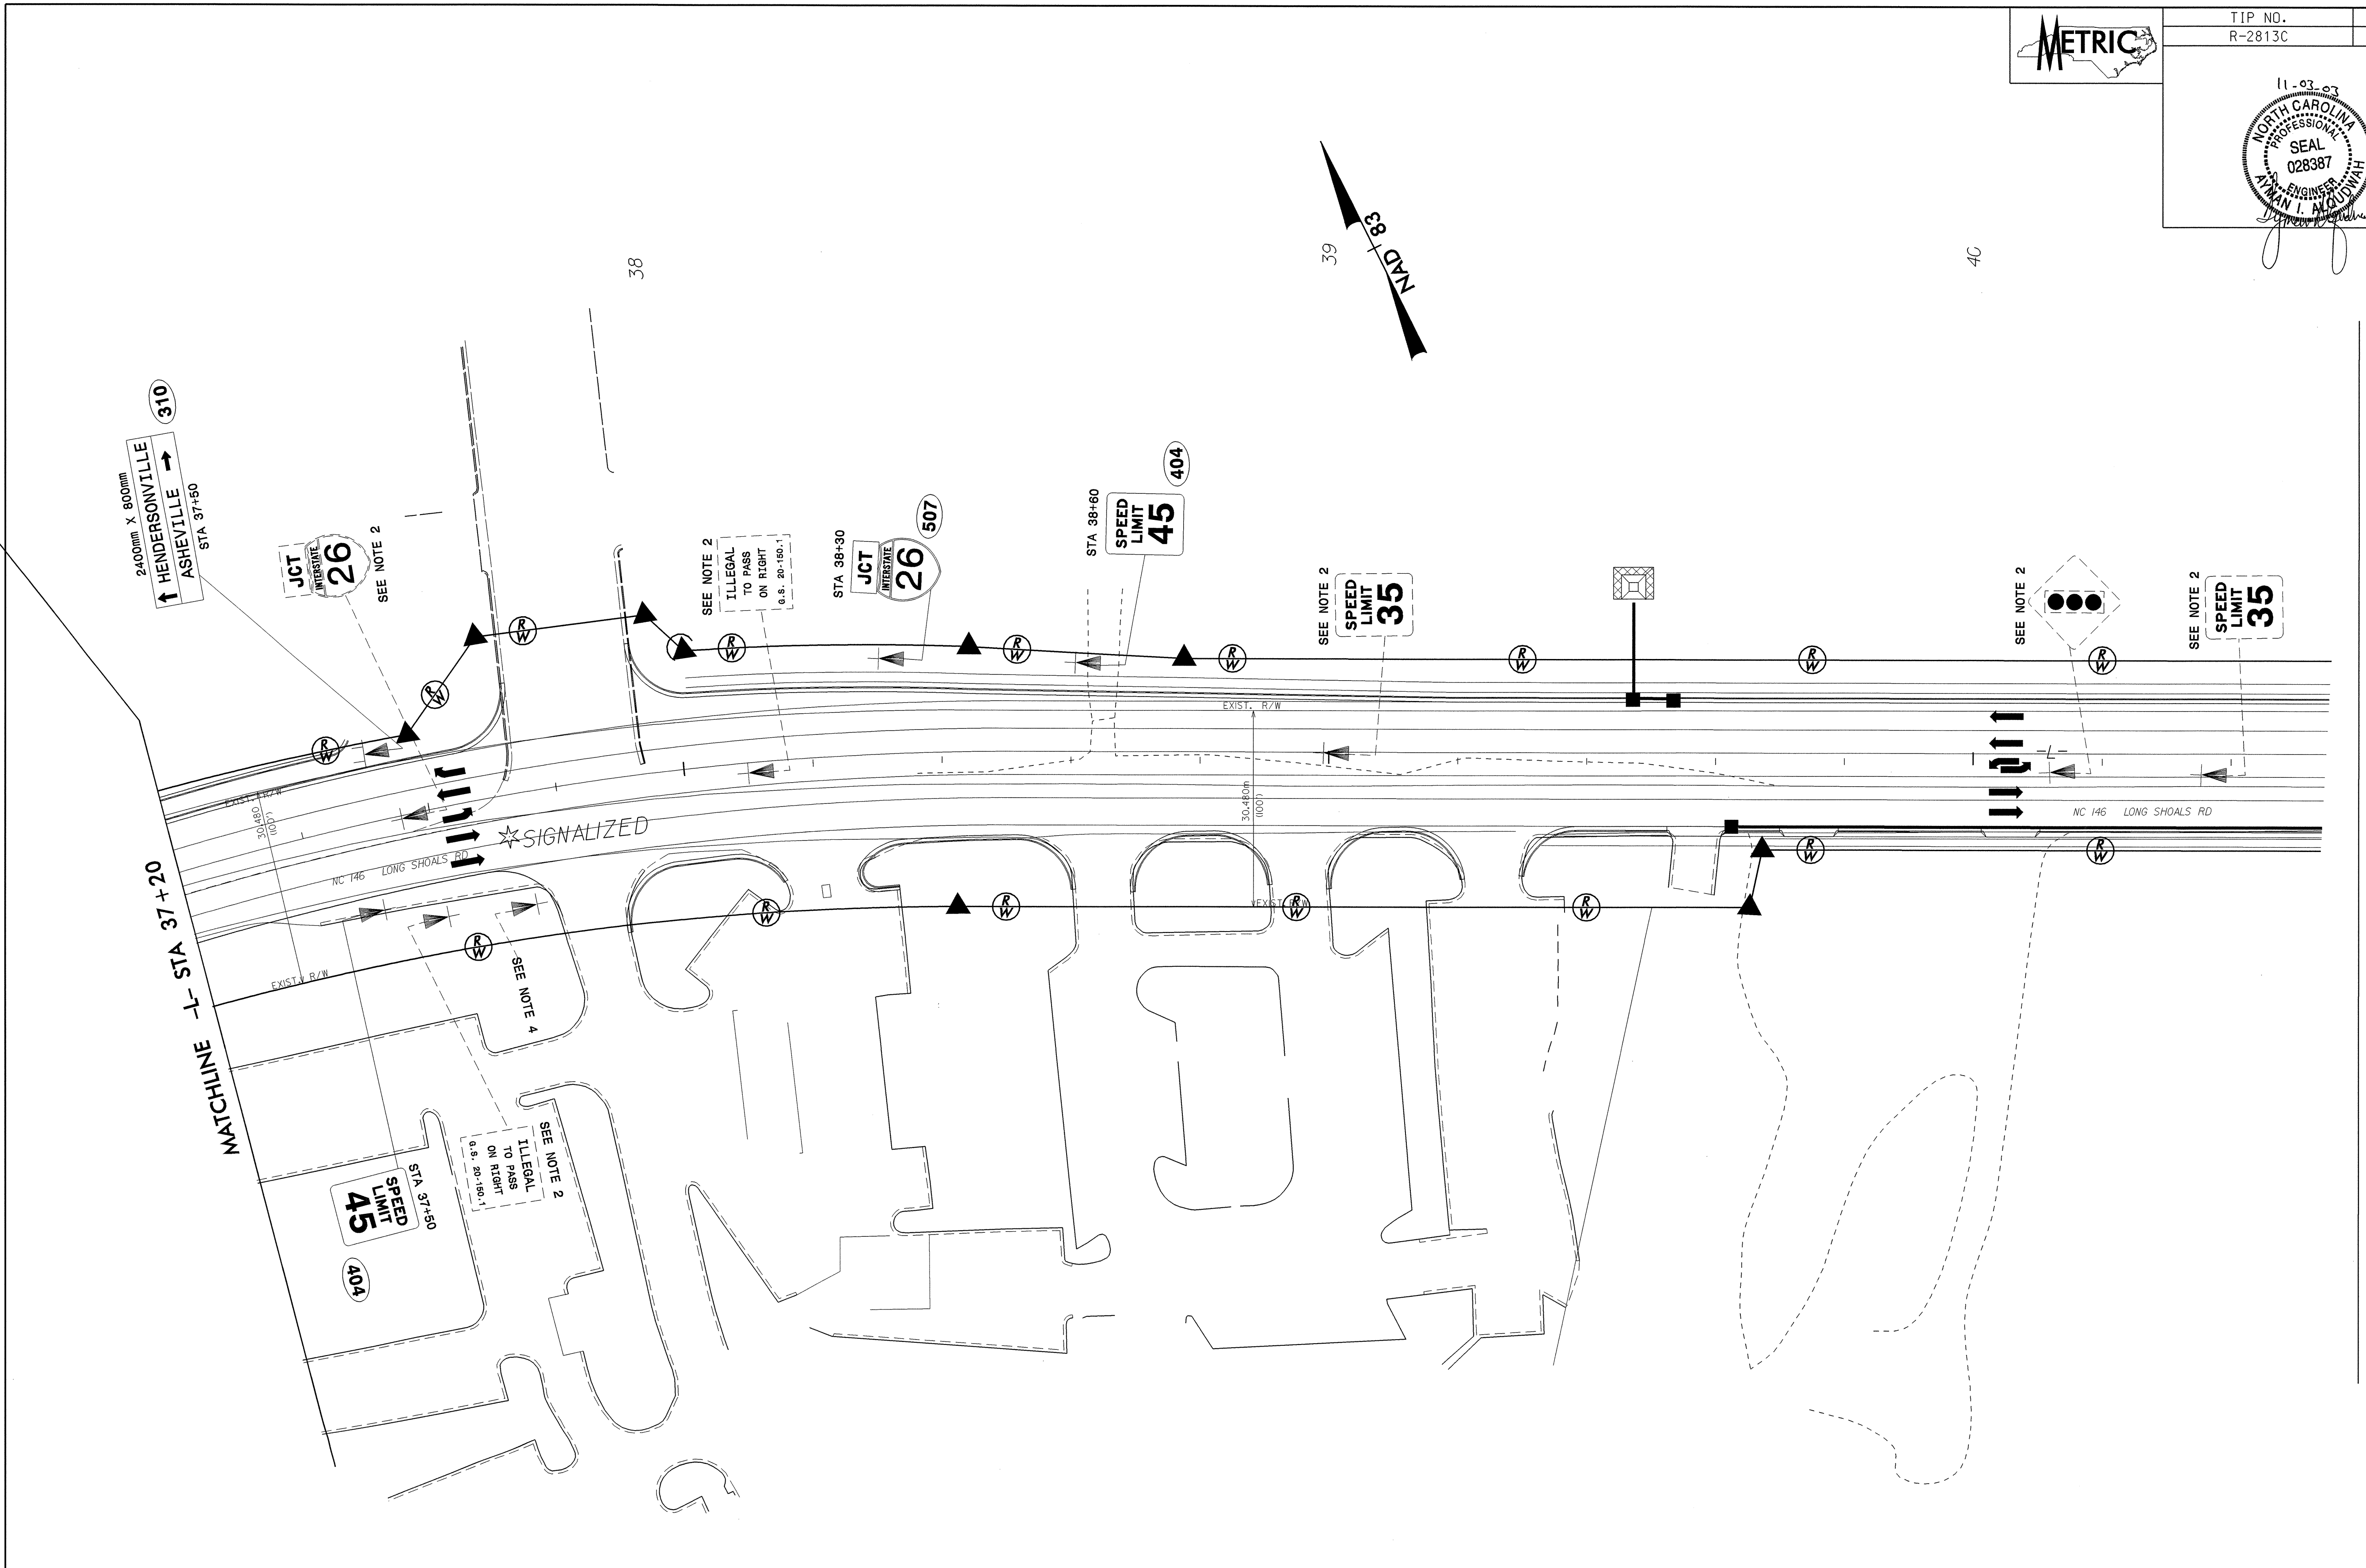 METRIC
TIP NO.
R-2813C
11-03-03
NORTH CAROLINA
PROFESSIONAL
SEAL
028387
ENGINEER
AYMAN I. ALQUDWAH
38
39
NAD 83
40
310
2400mm X 800mm
HENDERSONVILLE
ASHEVILLE
STA 37+50
JCT
INTERSTATE
26
SEE NOTE 2
SEE NOTE 2
ILLEGAL
TO PASS
ON RIGHT
G.S. 20-150.1
STA 38+30
JCT
INTERSTATE
26
507
STA 38+60
SPEED
LIMIT
45
404
SEE NOTE 2
SPEED
LIMIT
35
SEE NOTE 2
SEE NOTE 2
SPEED
LIMIT
35
R/W
R/W
R/W
R/W
R/W
R/W
R/W
R/W
R/W
EXIST. R/W
EXIST. R/W
30.480
(100')
30.480m
(100')
-L-
SIGNALIZED
NC 146 LONG SHOALS RD
NC 146 LONG SHOALS RD
R/W
R/W
R/W
R/W
R/W
R/W
R/W
EXIST. R/W
EXIST. R/W
MATCHLINE -L- STA 37+20
SEE NOTE 4
SEE NOTE 2
ILLEGAL
TO PASS
ON RIGHT
G.S. 20-150.1
STA 37+50
SPEED
LIMIT
45
404